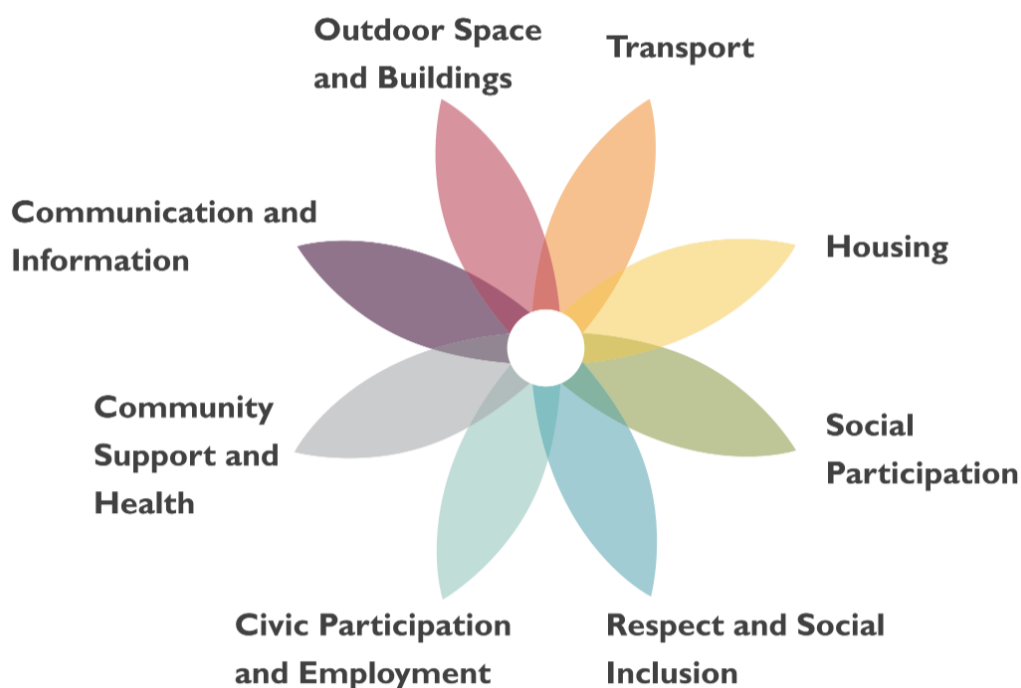 Outdoor Space
and Buildings
Transport
Communication and
Information
Housing
Community
Support and
Health
Social
Participation
Civic Participation
and Employment
Respect and Social
Inclusion